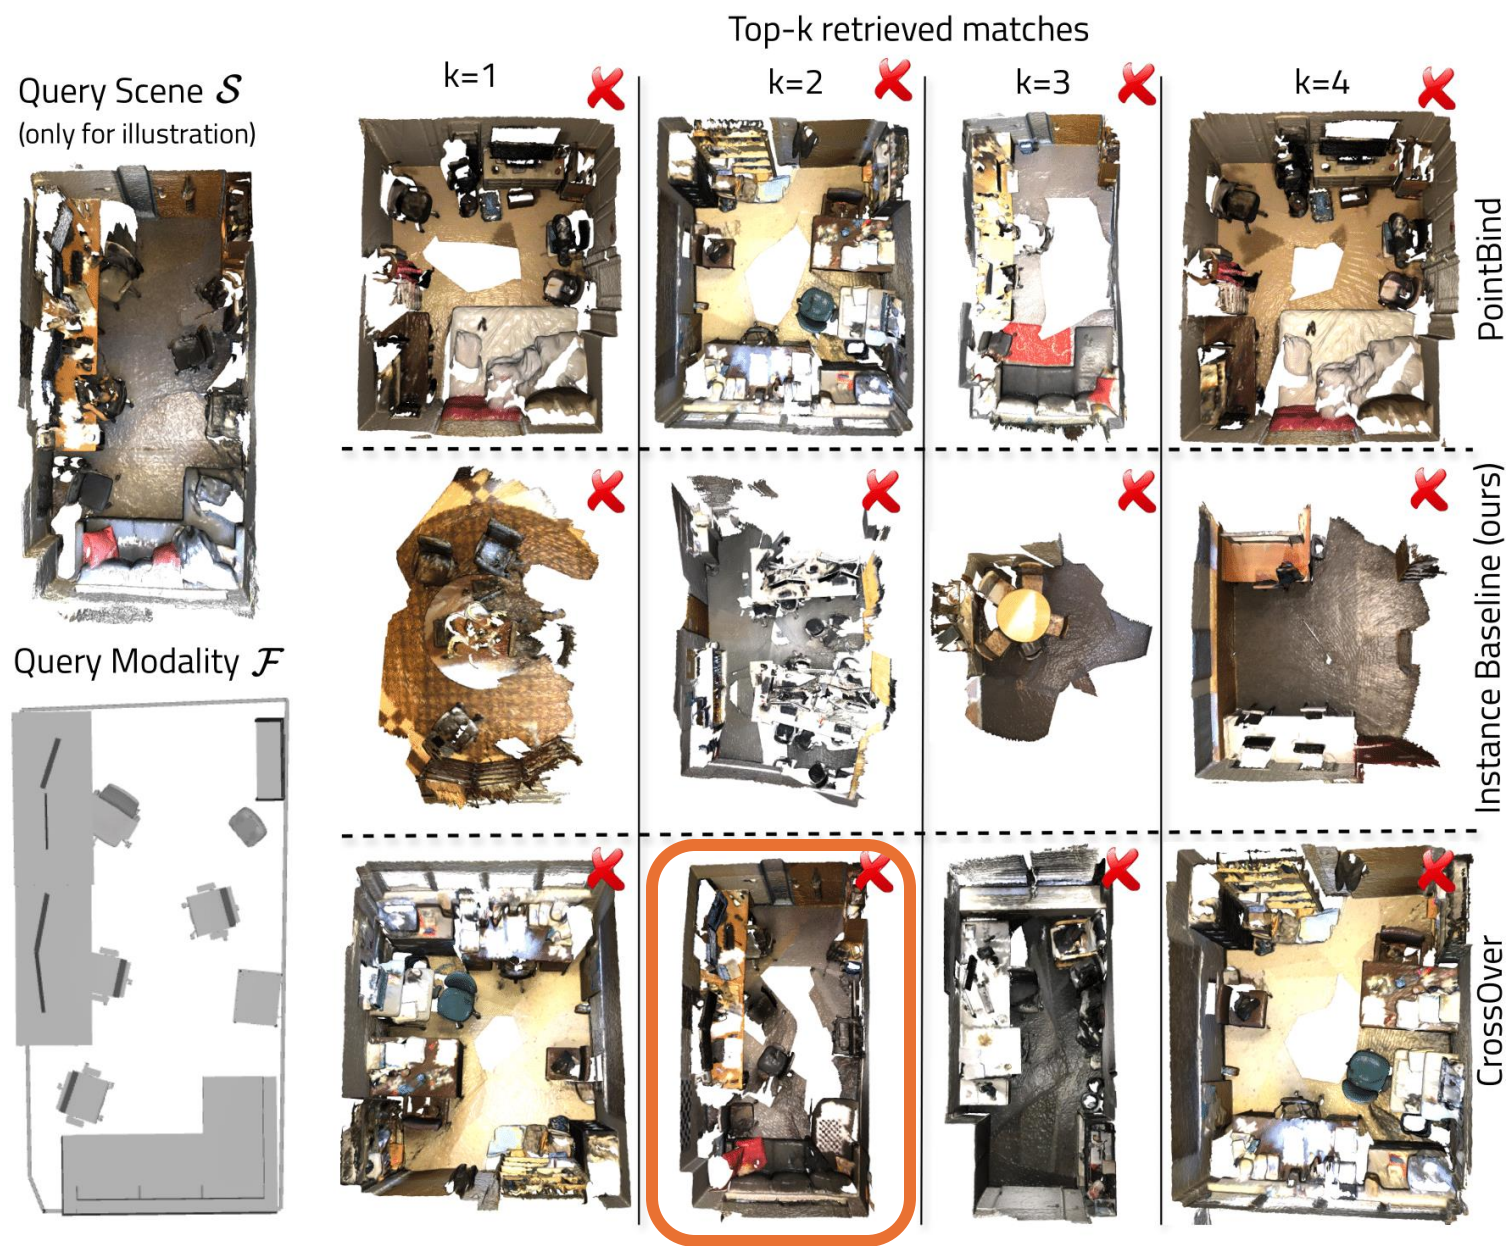 Top-k retrieved matches
k=1
k=2
k=3
k=4
Query Scene 𝓢
(only for illustration)
PointBind
Query Modality 𝓕
Instance Baseline (ours)
CrossOver